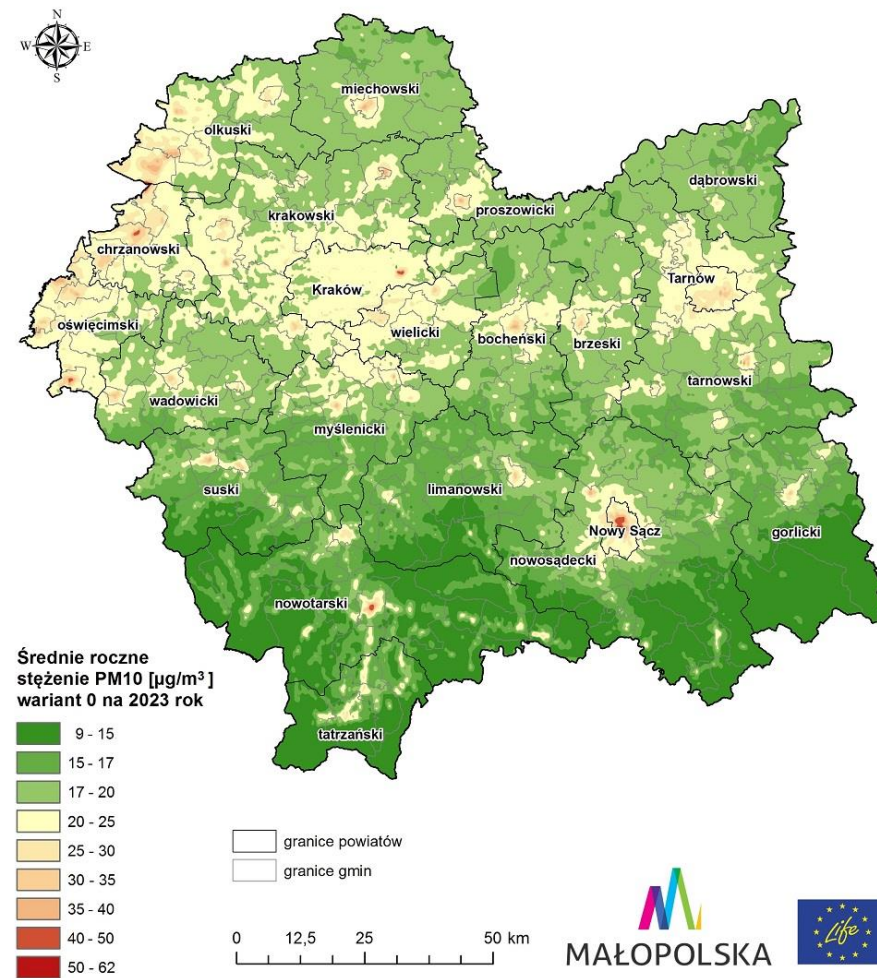 N
W E
S
miechowski
olkuski
dąbrowski
krakowski
proszowicki
chrzanowski
Tarnów
Kraków
oświęcimski
wielicki
bocheński
brzeski
wadowicki
tarnowski
myślenicki
suski
limanowski
Nowy Sącz
gorlicki
nowosądecki
nowotarski
tatrzański
Średnie roczne
stężenie PM10 [µg/m³]
wariant 0 na 2023 rok
9 - 15
15 - 17
17 - 20
20 - 25
25 - 30
30 - 35
35 - 40
40 - 50
50 - 62
granice powiatów
granice gmin
0 12,5 25 50 km
MAŁOPOLSKA
Life